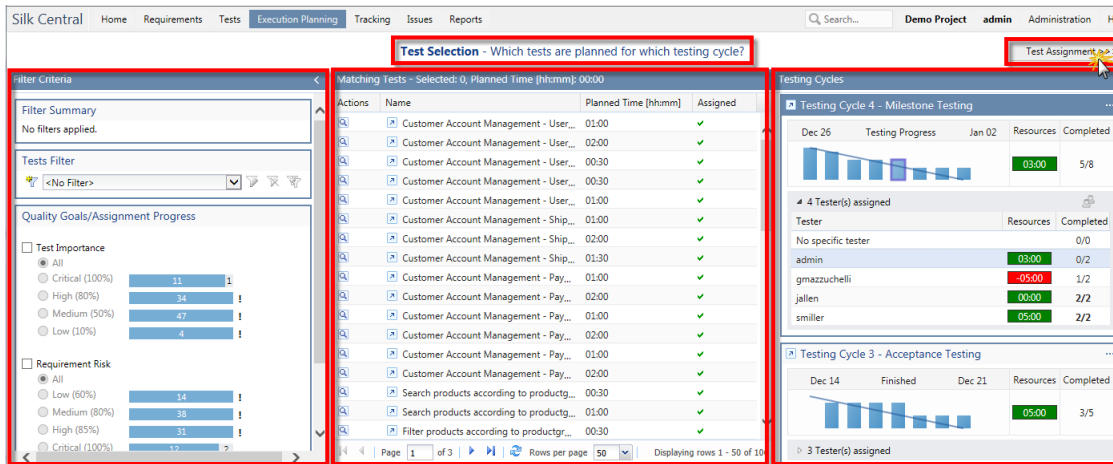 Silk Central Home Requirements Tests Execution Planning Tracking Issues Reports Search... Demo Project admin Administration H
Test Selection - Which tests are planned for which testing cycle?
Test Assignment >>
Filter Criteria
Filter Summary
No filters applied.
Tests Filter
<No Filter>
Quality Goals/Assignment Progress
Test Importance
All
Critical (100%) 11 1
High (80%) 34 !
Medium (50%) 47 !
Low (10%) 4 !
Requirement Risk
All
Low (60%) 14 !
Medium (80%) 38 !
High (85%) 31 !
Critical (100%) 12 2
Matching Tests - Selected: 0, Planned Time [hh:mm]: 00:00
Actions Name Planned Time [hh:mm] Assigned
Customer Account Management - User... 01:00
Customer Account Management - User... 02:00
Customer Account Management - User... 00:30
Customer Account Management - User... 00:30
Customer Account Management - User... 01:00
Customer Account Management - Ship... 01:00
Customer Account Management - Ship... 02:00
Customer Account Management - Ship... 01:30
Customer Account Management - Pay... 01:00
Customer Account Management - Pay... 02:00
Customer Account Management - Pay... 01:00
Customer Account Management - Pay... 02:00
Customer Account Management - Pay... 01:00
Customer Account Management - Pay... 02:00
Search products according to productg... 00:30
Search products according to productg... 01:00
Filter products according to productgr... 00:30
Page 1 of 3 Rows per page 50 Displaying rows 1 - 50 of 10
Testing Cycles
Testing Cycle 4 - Milestone Testing ...
Dec 26 Testing Progress Jan 02 Resources Completed
03:00 5/8
4 Tester(s) assigned
Tester Resources Completed
No specific tester 0/0
admin 03:00 0/2
gmazzuchelli -05:00 1/2
jallen 00:00 2/2
smiller 05:00 2/2
Testing Cycle 3 - Acceptance Testing ...
Dec 14 Finished Dec 21 Resources Completed
05:00 3/5
3 Tester(s) assigned